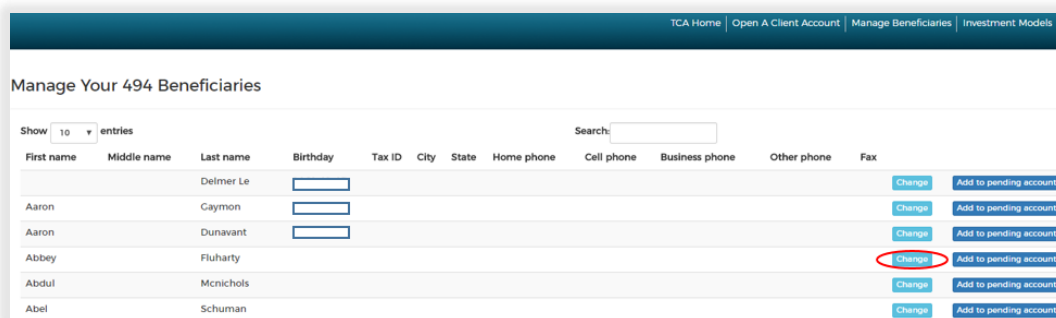 TCA Home | Open A Client Account | Manage Beneficiaries | Investment Models
Manage Your 494 Beneficiaries
Show 10 entries Search:
First name Middle name Last name Birthday Tax ID City State Home phone Cell phone Business phone Other phone Fax
Delmer Le Change Add to pending account
Aaron Gaymon Change Add to pending account
Aaron Dunavant Change Add to pending account
Abbey Fluharty Change Add to pending account
Abdul Mcnichols Change Add to pending account
Abel Schuman Change Add to pending account